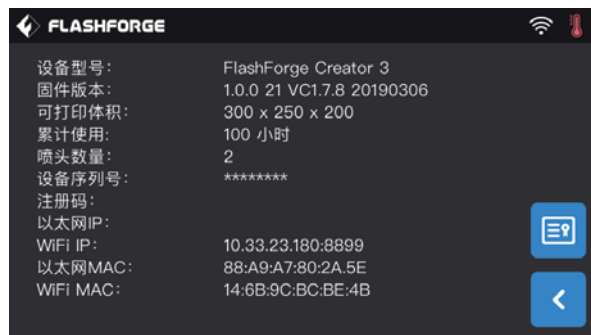 FLASHFORGE
设备型号: FlashForge Creator 3
固件版本: 1.0.0 21 VC1.7.8 20190306
可打印体积: 300 x 250 x 200
累计使用: 100 小时
喷头数量: 2
设备序列号: ********
注册码:
以太网IP:
WiFi IP: 10.33.23.180:8899
以太网MAC: 88:A9:A7:80:2A:5E
WiFi MAC: 14:6B:9C:BC:BE:4B